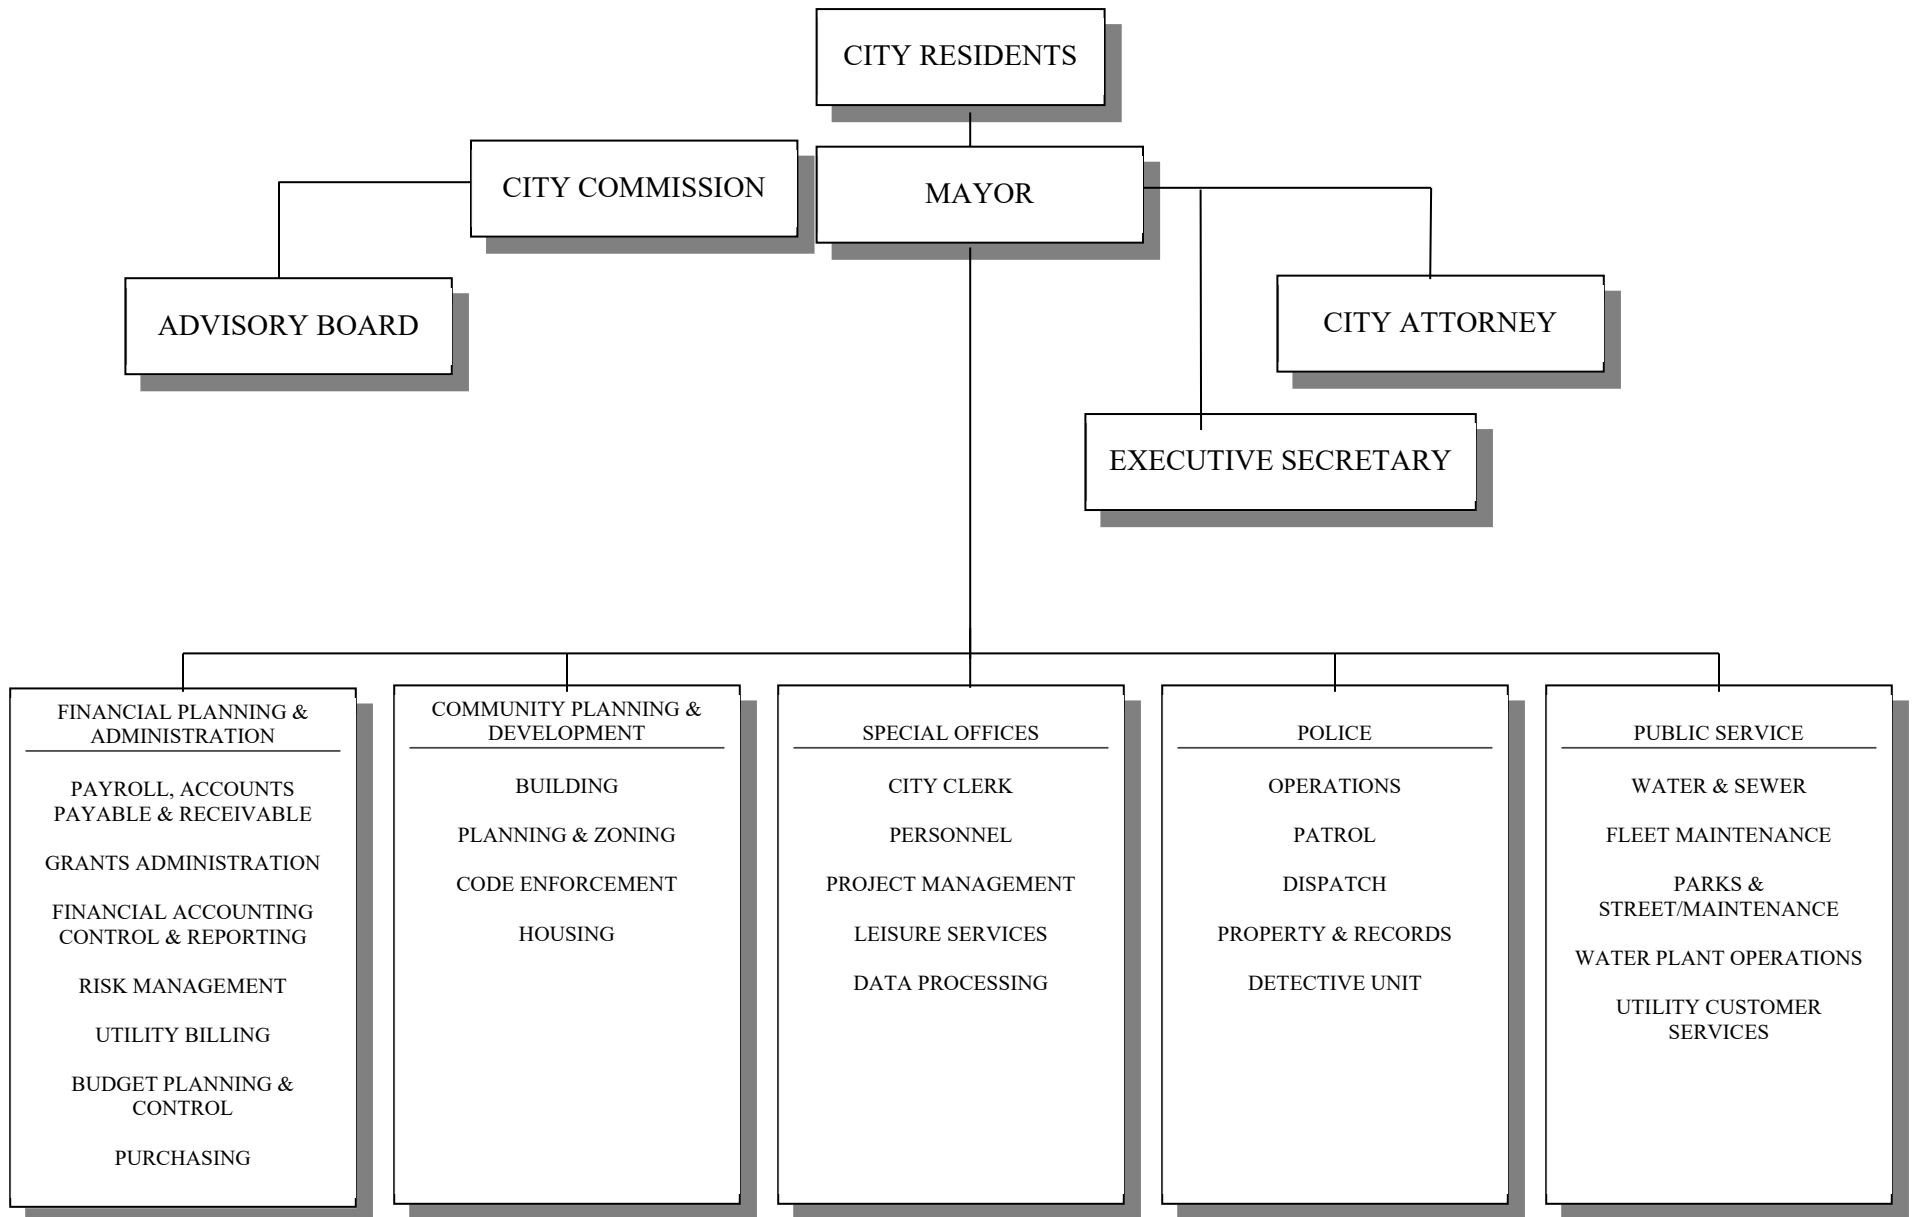 CITY RESIDENTS
CITY COMMISSION
MAYOR
ADVISORY BOARD
CITY ATTORNEY
EXECUTIVE SECRETARY
FINANCIAL PLANNING &
ADMINISTRATION
PAYROLL, ACCOUNTS
PAYABLE & RECEIVABLE
GRANTS ADMINISTRATION
FINANCIAL ACCOUNTING
CONTROL & REPORTING
RISK MANAGEMENT
UTILITY BILLING
BUDGET PLANNING &
CONTROL
PURCHASING
COMMUNITY PLANNING &
DEVELOPMENT
BUILDING
PLANNING & ZONING
CODE ENFORCEMENT
HOUSING
SPECIAL OFFICES
CITY CLERK
PERSONNEL
PROJECT MANAGEMENT
LEISURE SERVICES
DATA PROCESSING
POLICE
OPERATIONS
PATROL
DISPATCH
PROPERTY & RECORDS
DETECTIVE UNIT
PUBLIC SERVICE
WATER & SEWER
FLEET MAINTENANCE
PARKS &
STREET/MAINTENANCE
WATER PLANT OPERATIONS
UTILITY CUSTOMER
SERVICES